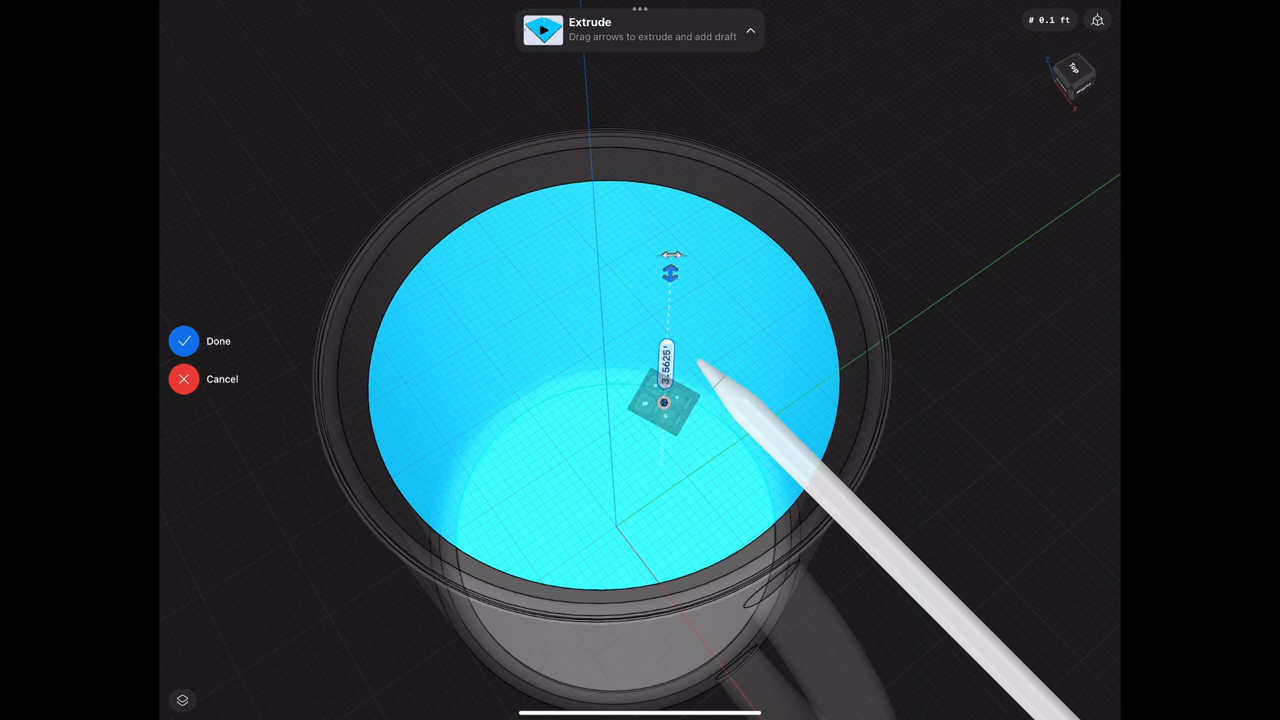 Extrude
Drag arrows to extrude and add draft
# 0.1 ft
Top
Z
X
3.5625'
Done
Cancel